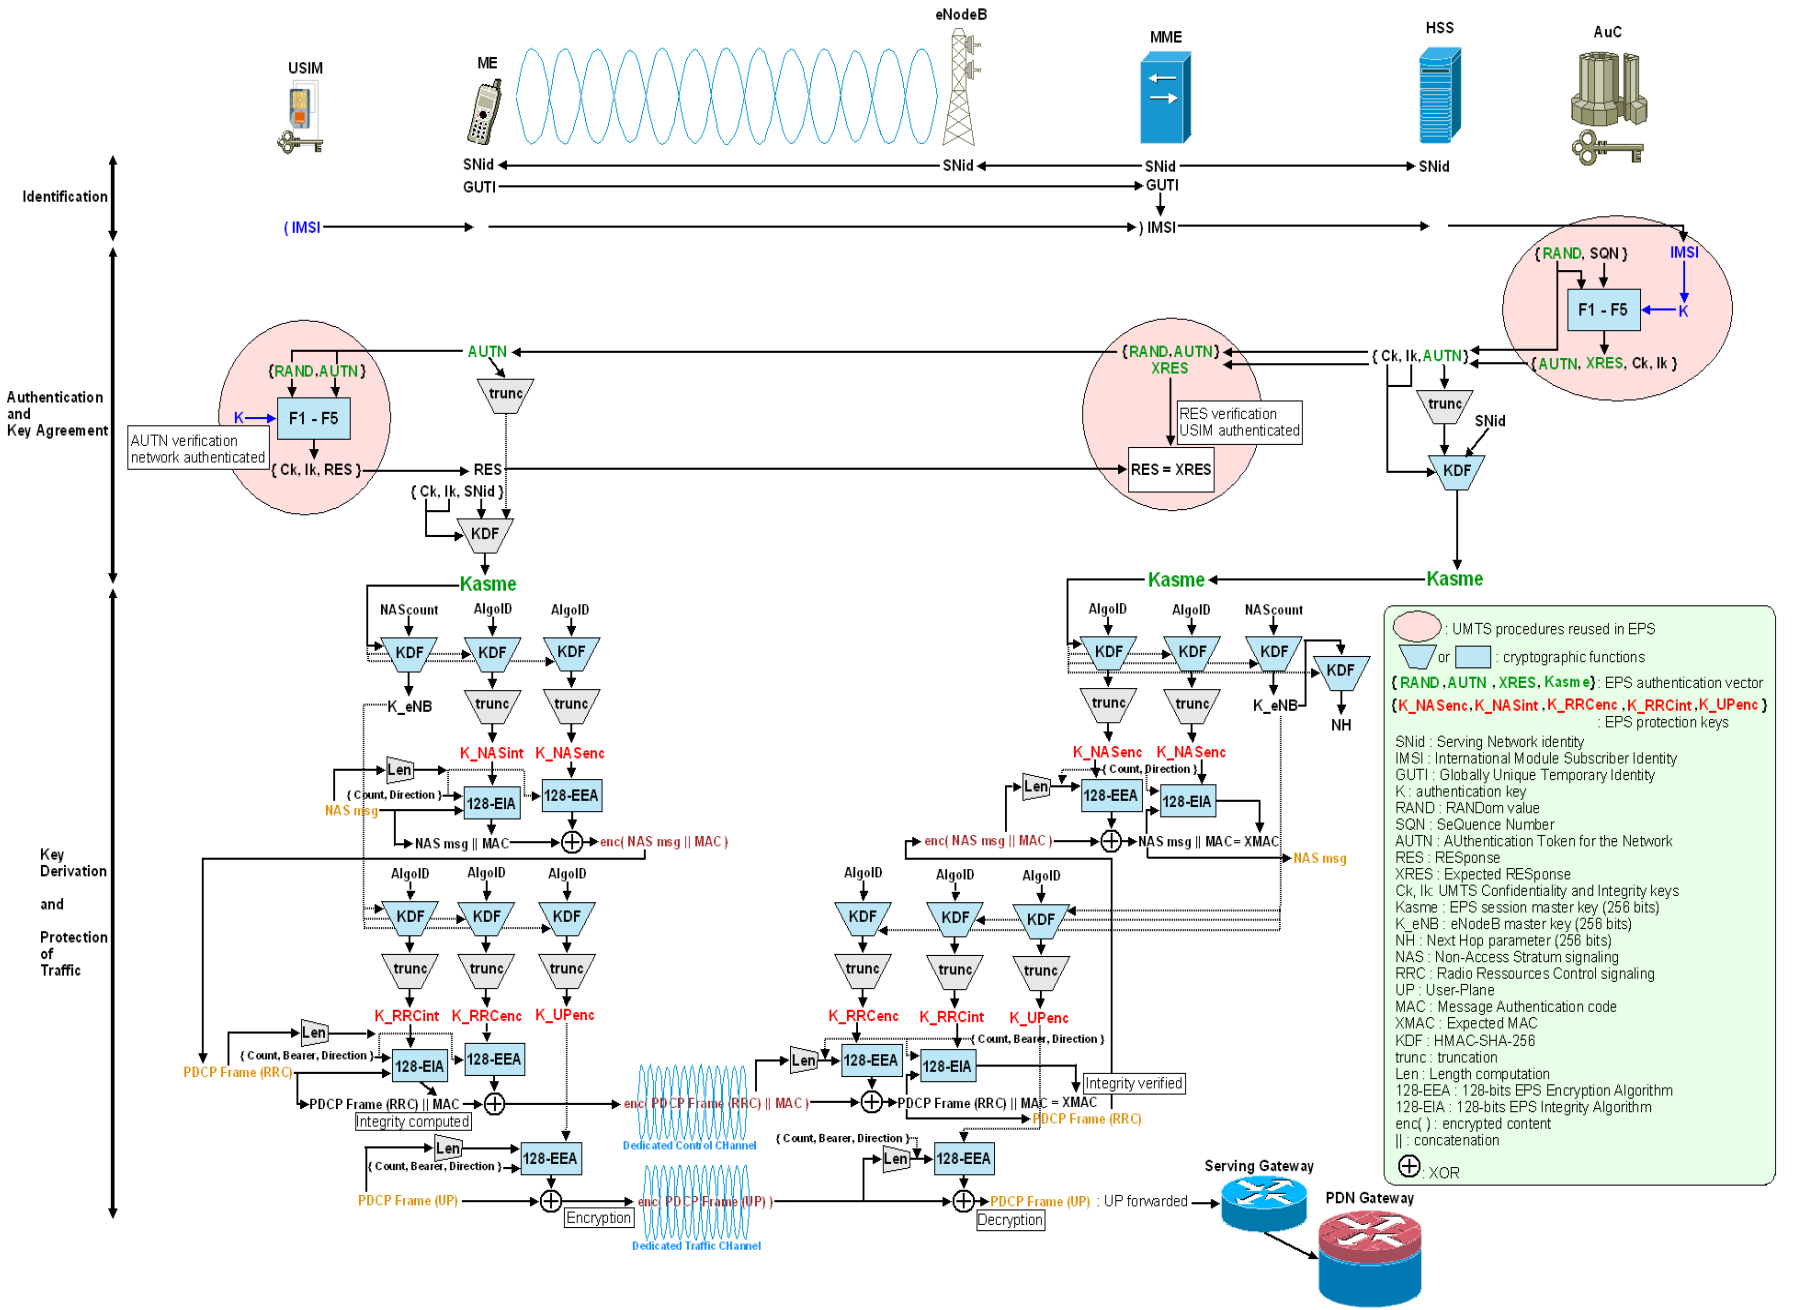 eNodeB
USIM
ME
MME
HSS
AuC
SNid
SNid
SNid
SNid
GUTI
GUTI
Identification
( IMSI
) IMSI
{ RAND, SQN }
IMSI
F1 - F5
K
Authentication
and
Key Agreement
AUTN
{RAND,AUTN}
XRES
{ Ck, Ik,AUTN}
{AUTN, XRES, Ck, Ik }
{RAND,AUTN}
trunc
trunc
K
F1 - F5
RES verification
USIM authenticated
SNid
AUTN verification
network authenticated
{ Ck, Ik, RES }
RES
RES = XRES
KDF
{ Ck, Ik, SNid }
KDF
Kasme
Kasme
Kasme
NAScount
AlgoID
AlgoID
AlgoID
AlgoID
NAScount
KDF
KDF
KDF
KDF
KDF
KDF
KDF
K_eNB
trunc
trunc
trunc
trunc
K_eNB
NH
K_NASint
K_NASenc
K_NASenc
K_NASint
Len
{ Count, Direction }
128-EIA
128-EEA
NAS msg
NAS msg || MAC
enc( NAS msg || MAC )
{ Count, Direction }
Len
128-EEA
128-EIA
enc( NAS msg || MAC )
NAS msg || MAC = XMAC
NAS msg
Key
Derivation
and
Protection
of
Traffic
AlgoID
AlgoID
AlgoID
AlgoID
AlgoID
AlgoID
KDF
KDF
KDF
KDF
KDF
KDF
trunc
trunc
trunc
trunc
trunc
trunc
K_RRCint
K_RRCenc
K_UPenc
K_RRCenc
K_RRCint
K_UPenc
Len
{ Count, Bearer, Direction }
128-EIA
128-EEA
PDCP Frame (RRC)
PDCP Frame (RRC) || MAC
Integrity computed
enc( PDCP Frame (RRC) || MAC )
Dedicated Control CHannel
{ Count, Bearer, Direction }
Len
128-EEA
128-EIA
Integrity verified
PDCP Frame (RRC) || MAC = XMAC
PDCP Frame (RRC)
Len
{ Count, Bearer, Direction }
128-EEA
PDCP Frame (UP)
Encryption
enc( PDCP Frame (UP) )
Dedicated Traffic CHannel
{ Count, Bearer, Direction }
Len
128-EEA
PDCP Frame (UP) : UP forwarded
Decryption
Serving Gateway
PDN Gateway
: UMTS procedures reused in EPS
or : cryptographic functions
{RAND,AUTN ,XRES,Kasme}: EPS authentication vector
{K_NASenc,K_NASint,K_RRCenc,K_RRCint,K_UPenc }
: EPS protection keys
SNid : Serving Network identity
IMSI : International Module Subscriber Identity
GUTI : Globally Unique Temporary Identity
K : authentication key
RAND : RANDom value
SQN : SeQuence Number
AUTN : AUthentication Token for the Network
RES : RESponse
XRES : Expected RESponse
Ck, Ik: UMTS Confidentiality and Integrity keys
Kasme : EPS session master key (256 bits)
K_eNB : eNodeB master key (256 bits)
NH : Next Hop parameter (256 bits)
NAS : Non-Access Stratum signaling
RRC : Radio Ressources Control signaling
UP : User-Plane
MAC : Message Authentication code
XMAC : Expected MAC
KDF : HMAC-SHA-256
trunc : truncation
Len : Length computation
128-EEA : 128-bits EPS Encryption Algorithm
128-EIA : 128-bits EPS Integrity Algorithm
enc( ) : encrypted content
|| : concatenation
: XOR